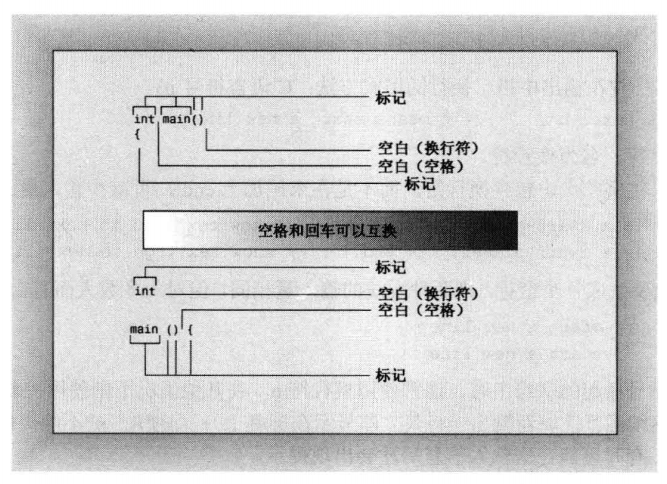 标记
int main()
空白（换行符）
{
空白（空格）
标记
空格和回车可以互换
标记
int
空白（换行符）
空白（空格）
main () {
标记